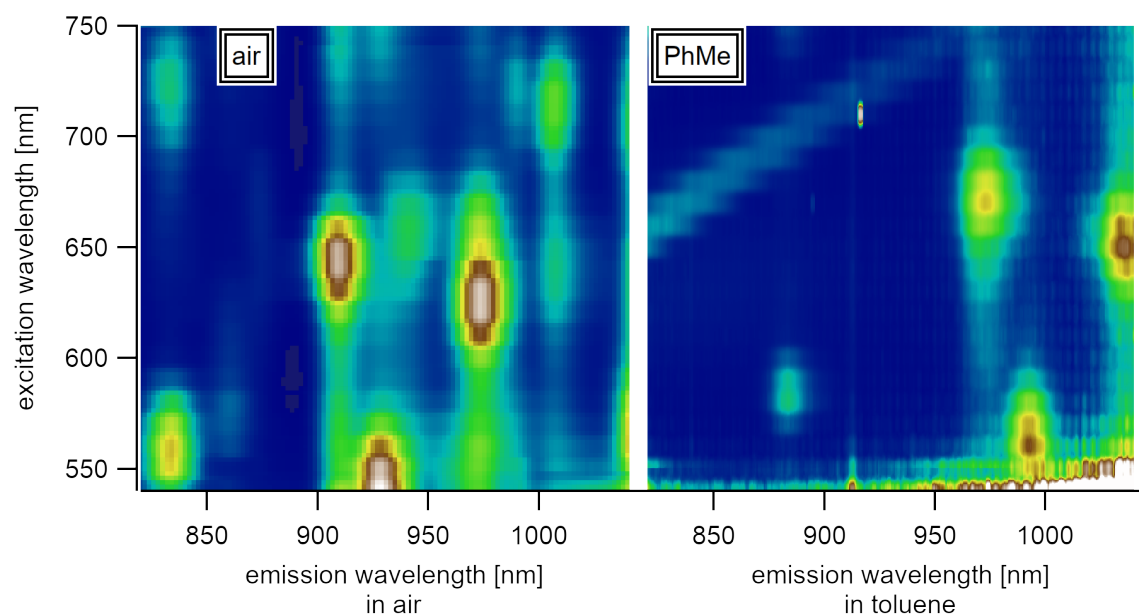 air
PhMe
excitation wavelength [nm]
750
700
650
600
550
850 900 950 1000
850 900 950 1000
emission wavelength [nm]
in air
emission wavelength [nm]
in toluene